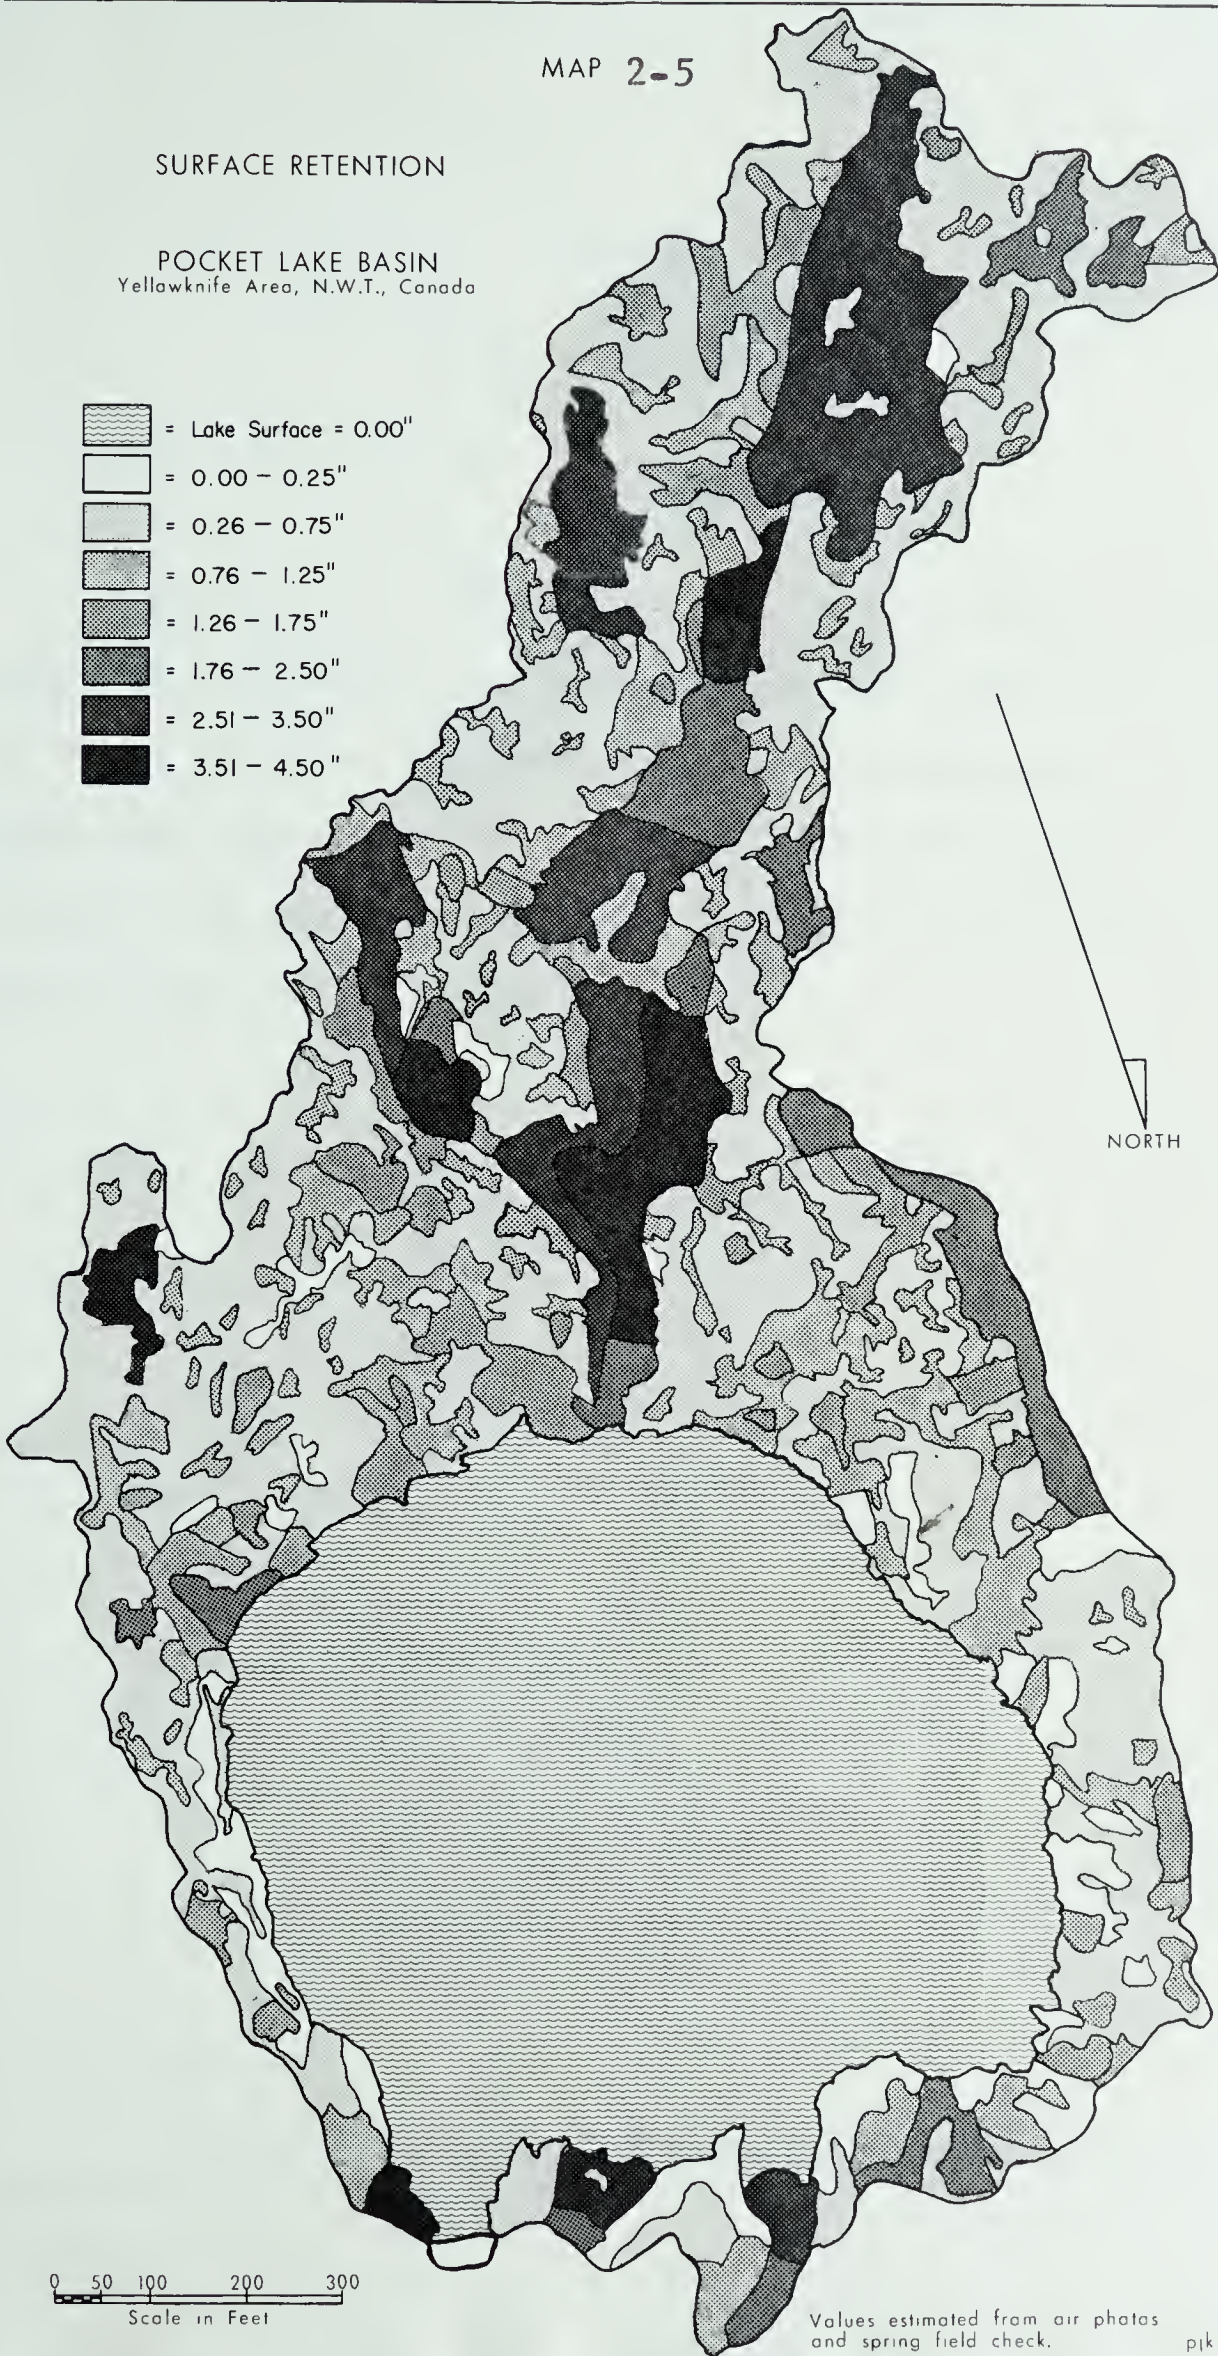 MAP 2-5
SURFACE RETENTION
POCKET LAKE BASIN
Yellowknife Area, N.W.T., Canada
= Lake Surface = 0.00"
= 0.00 - 0.25"
= 0.26 - 0.75"
= 0.76 - 1.25"
= 1.26 - 1.75"
= 1.76 - 2.50"
= 2.51 - 3.50"
= 3.51 - 4.50"
NORTH
0 50 100 200 300
Scale in Feet
Values estimated from air photos
and spring field check.
pjk